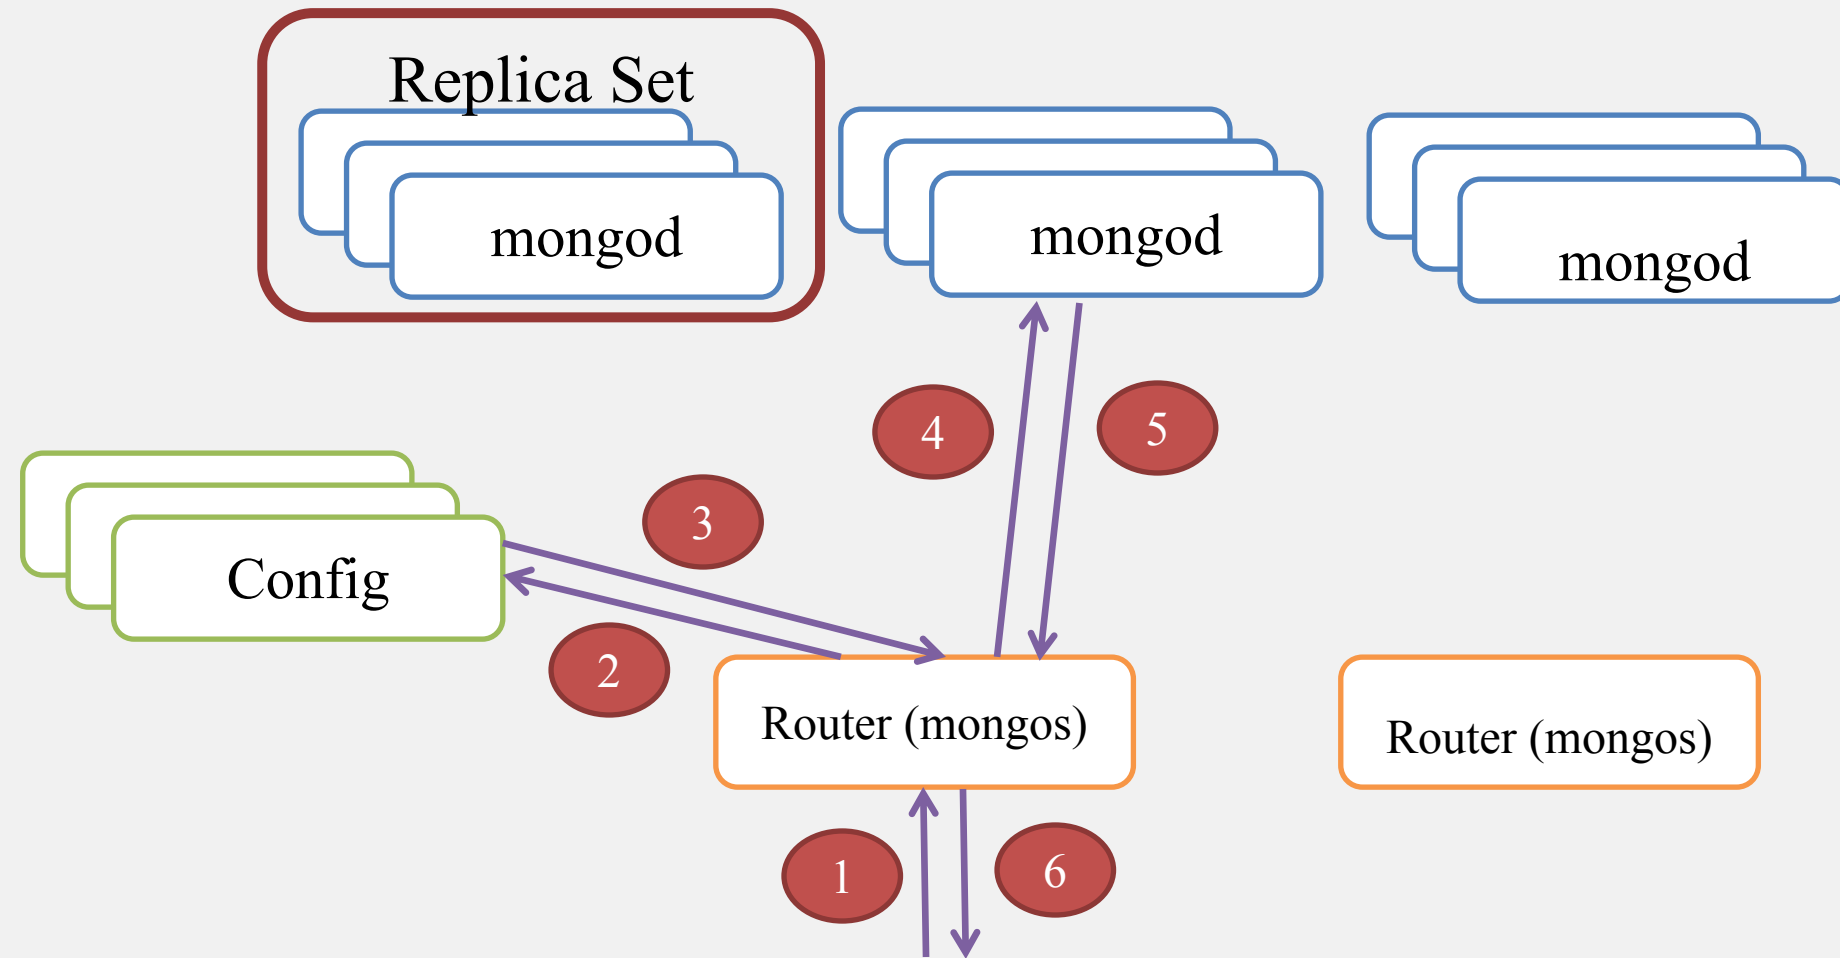 Replica Set
mongod
mongod
mongod
4
5
3
Config
2
Router (mongos)
Router (mongos)
1
6